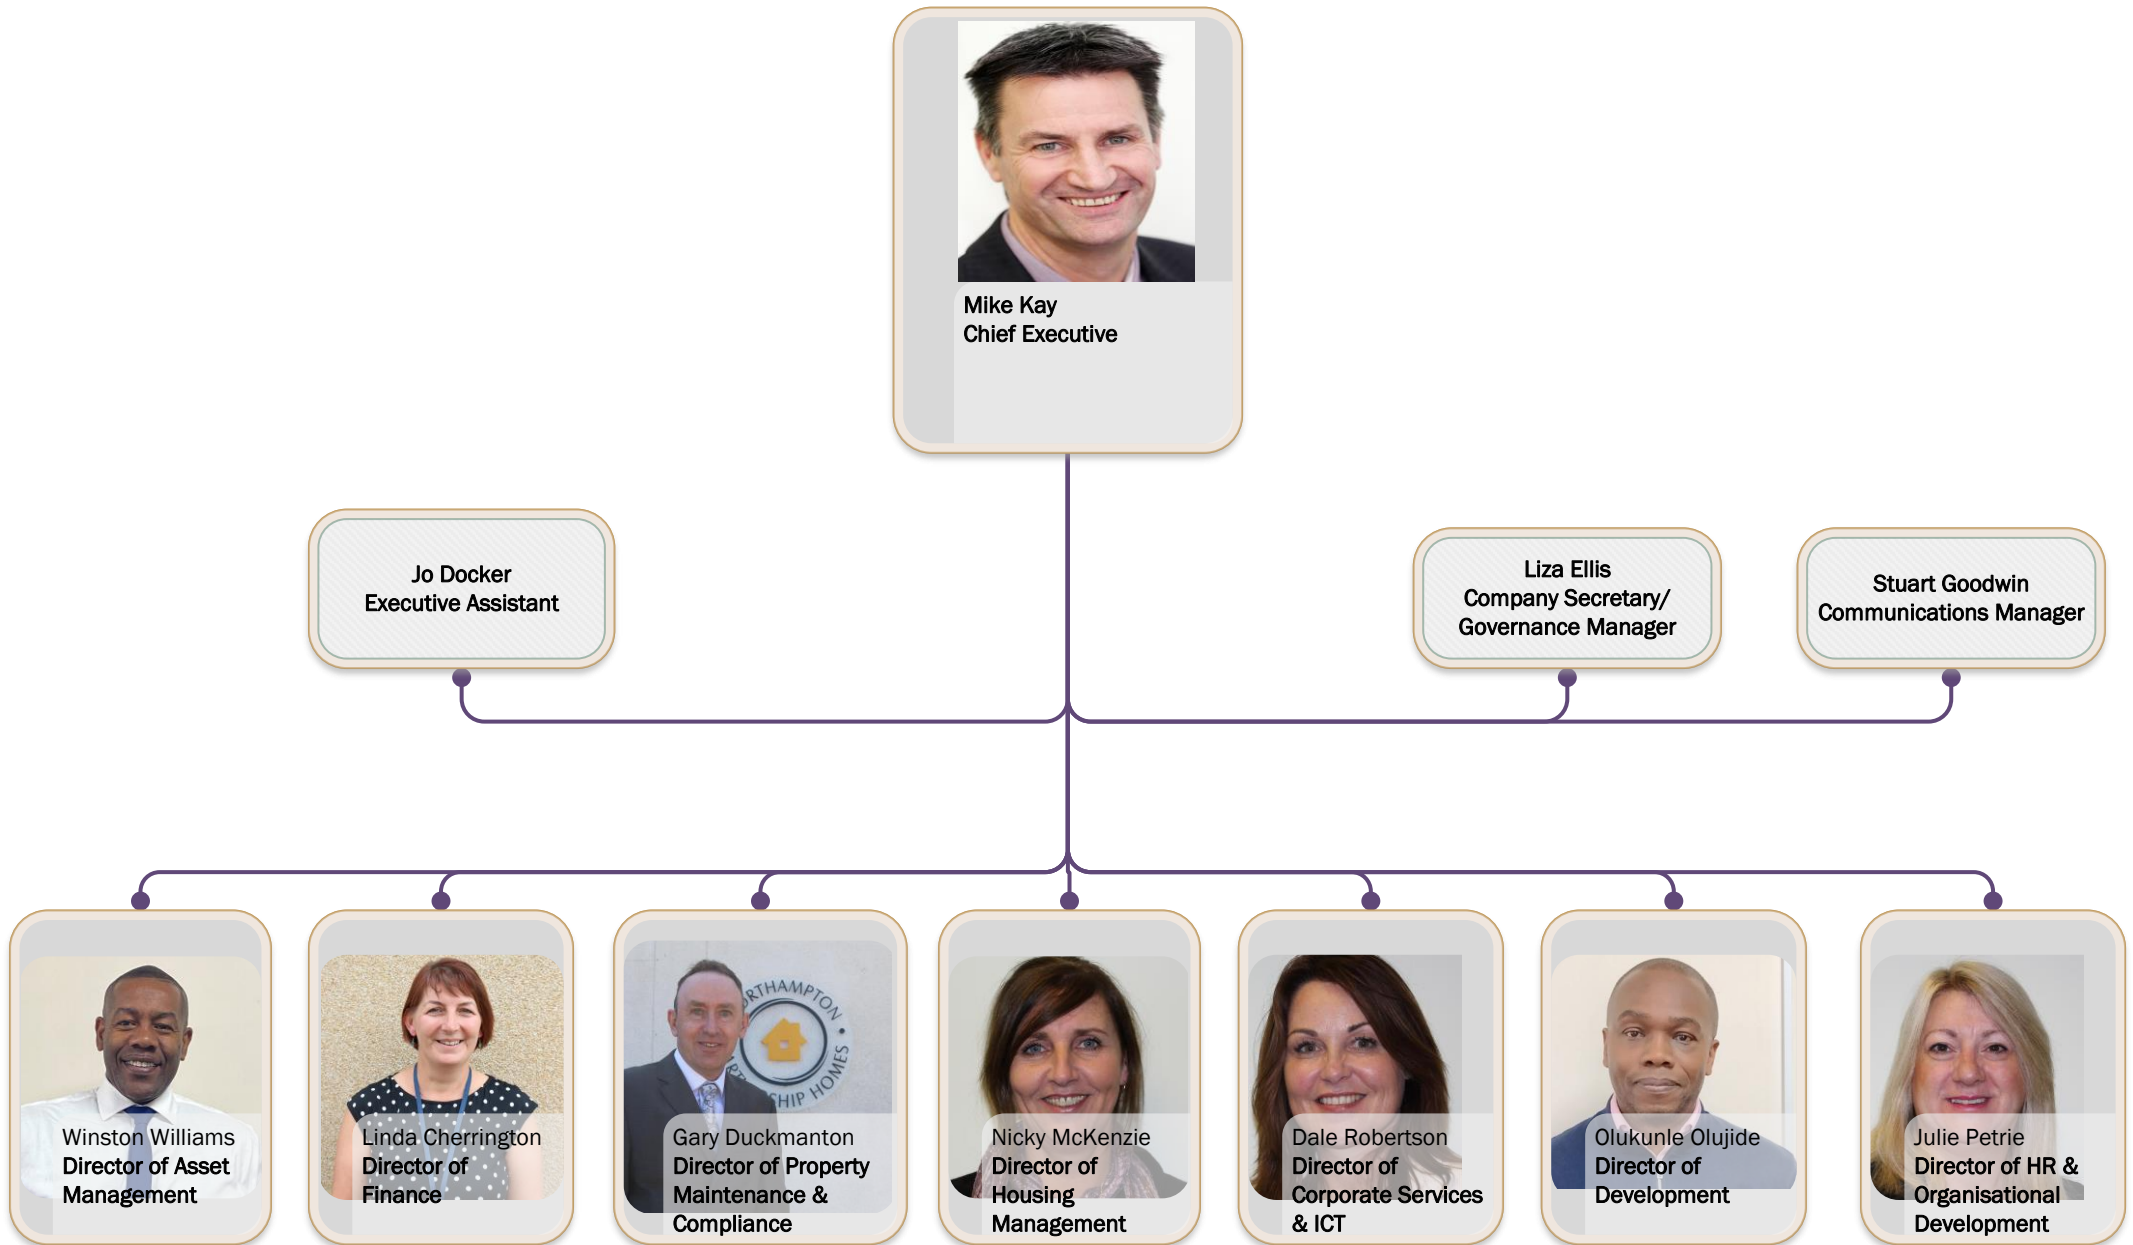 Mike Kay
Chief Executive
Jo Docker
Executive Assistant
Liza Ellis
Company Secretary/
Governance Manager
Stuart Goodwin
Communications Manager
Winston Williams
Director of Asset
Management
Linda Cherrington
Director of
Finance
RTHAMPTON
SHIP HOMES
Gary Duckmanton
Director of Property
Maintenance &
Compliance
Nicky McKenzie
Director of
Housing
Management
Dale Robertson
Director of
Corporate Services
& ICT
Olukunle Olujide
Director of
Development
Julie Petrie
Director of HR &
Organisational
Development